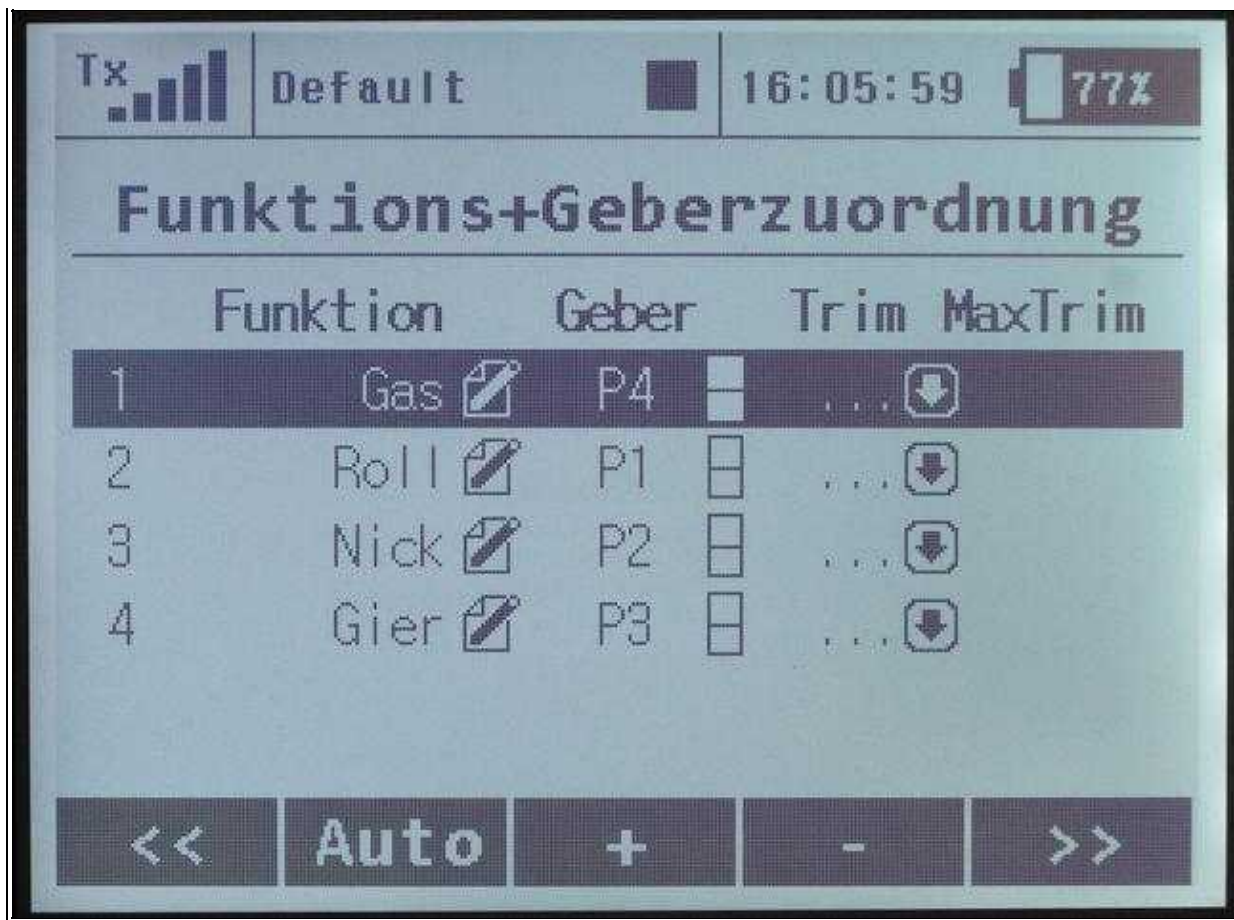 Tx Default 16:05:59 77%
Funktions+Geberzuordnung
Funktion Geber Trim MaxTrim
1 Gas P4 ...
2 Roll P1 ...
3 Nick P2 ...
4 Gier P3 ...
<< Auto + - >>